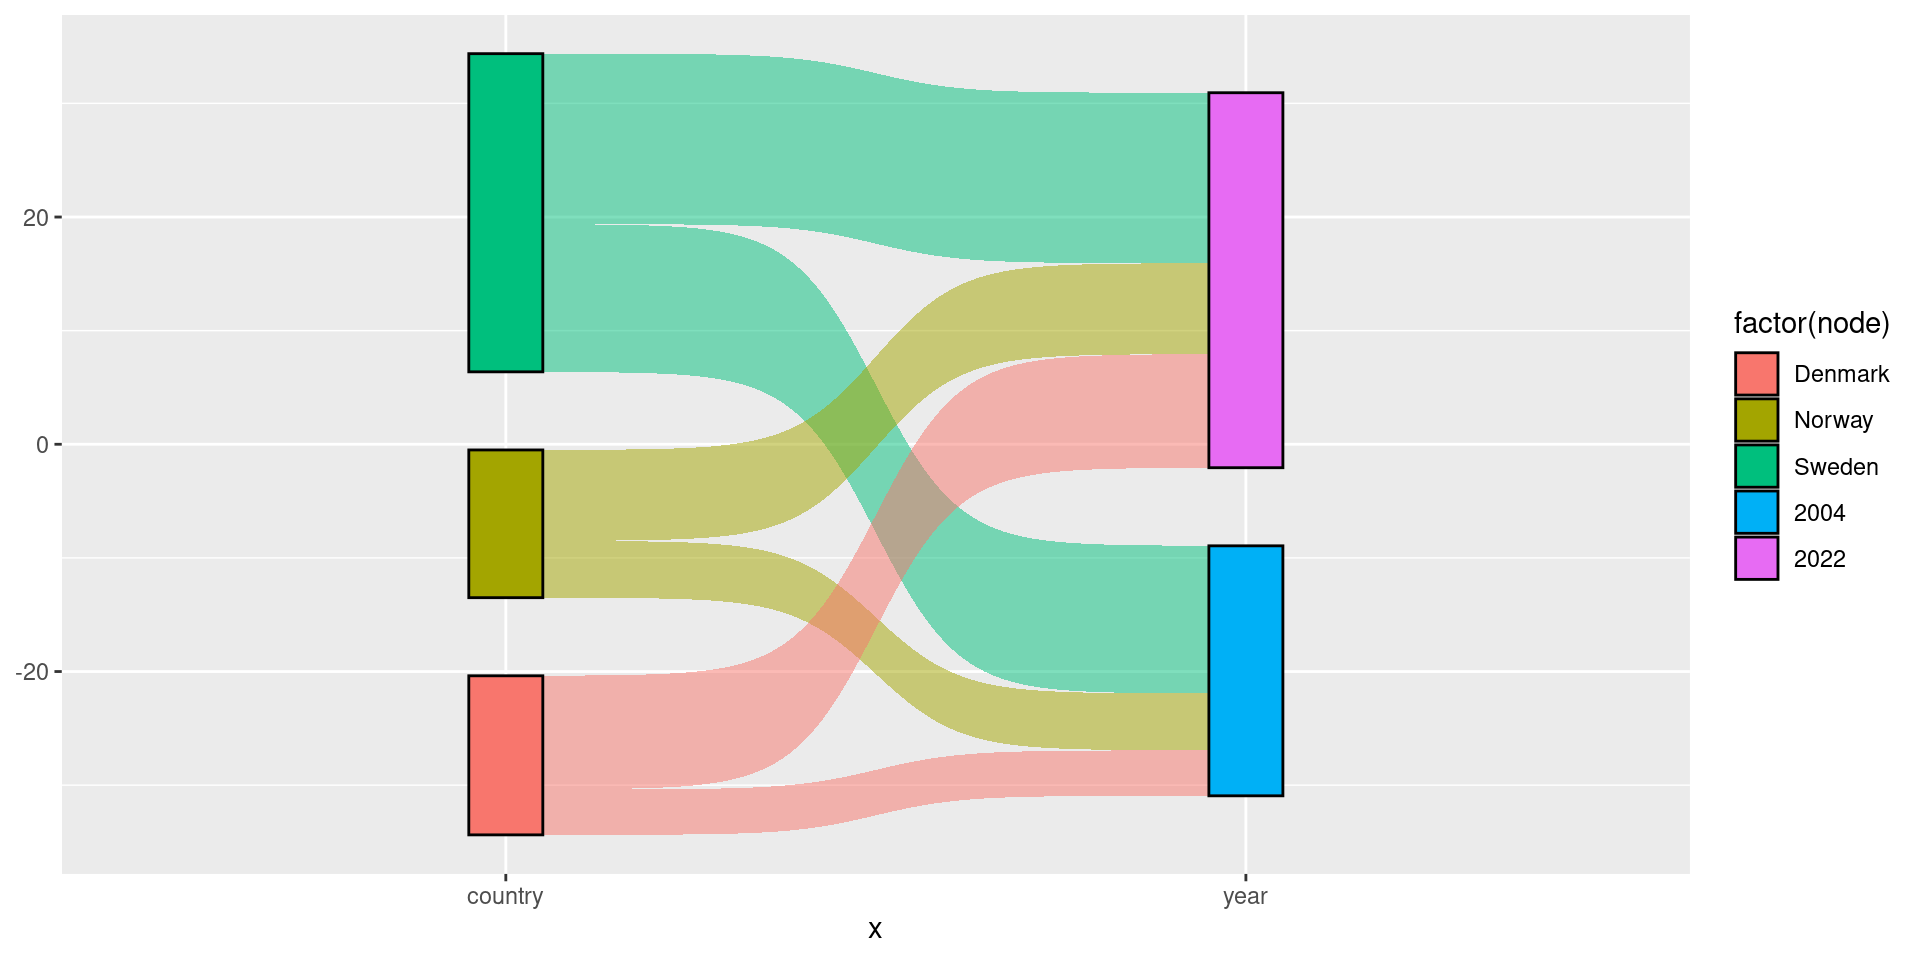 20
0
-20
country
year
x
factor(node)
Denmark
Norway
Sweden
2004
2022